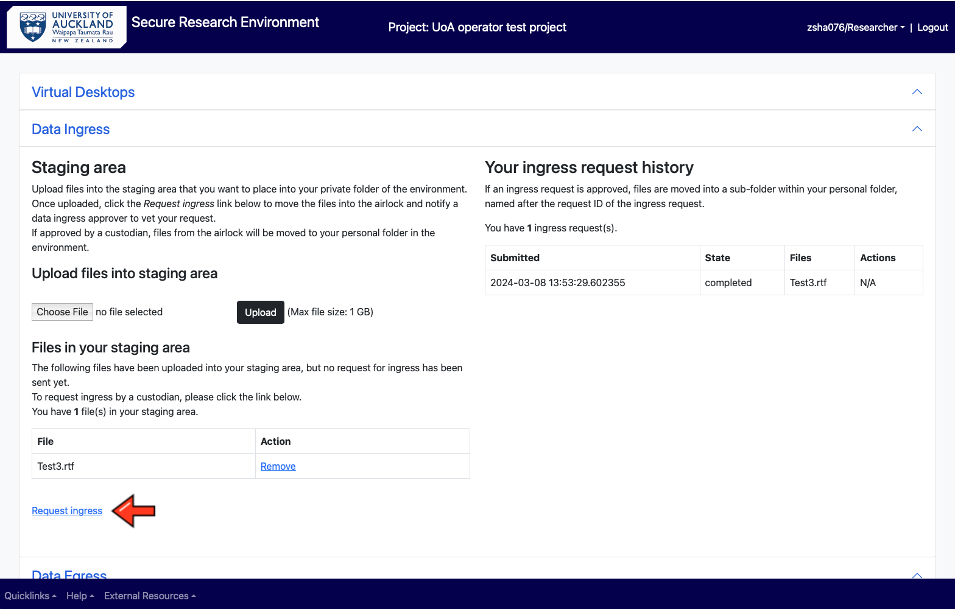 UNIVERSITY OF
AUCKLAND
Waipapa Taumata Rau
NEW ZEALAND
Secure Research Environment
Project: UoA operator test project
zsha076/Researcher | Logout
Virtual Desktops
Data Ingress
Staging area
Upload files into the staging area that you want to place into your private folder of the environment.
Once uploaded, click the Request ingress link below to move the files into the airlock and notify a
data ingress approver to vet your request.
If approved by a custodian, files from the airlock will be moved to your personal folder in the
environment.
Upload files into staging area
Choose File no file selected Upload (Max file size: 1 GB)
Files in your staging area
The following files have been uploaded into your staging area, but no request for ingress has been
sent yet.
To request ingress by a custodian, please click the link below.
You have 1 file(s) in your staging area.
File Action
Test3.rtf Remove
Request ingress
Your ingress request history
If an ingress request is approved, files are moved into a sub-folder within your personal folder,
named after the request ID of the ingress request.
You have 1 ingress request(s).
Submitted State Files Actions
2024-03-08 13:53:29.602355 completed Test3.rtf N/A
Data Egress
Quicklinks Help External Resources